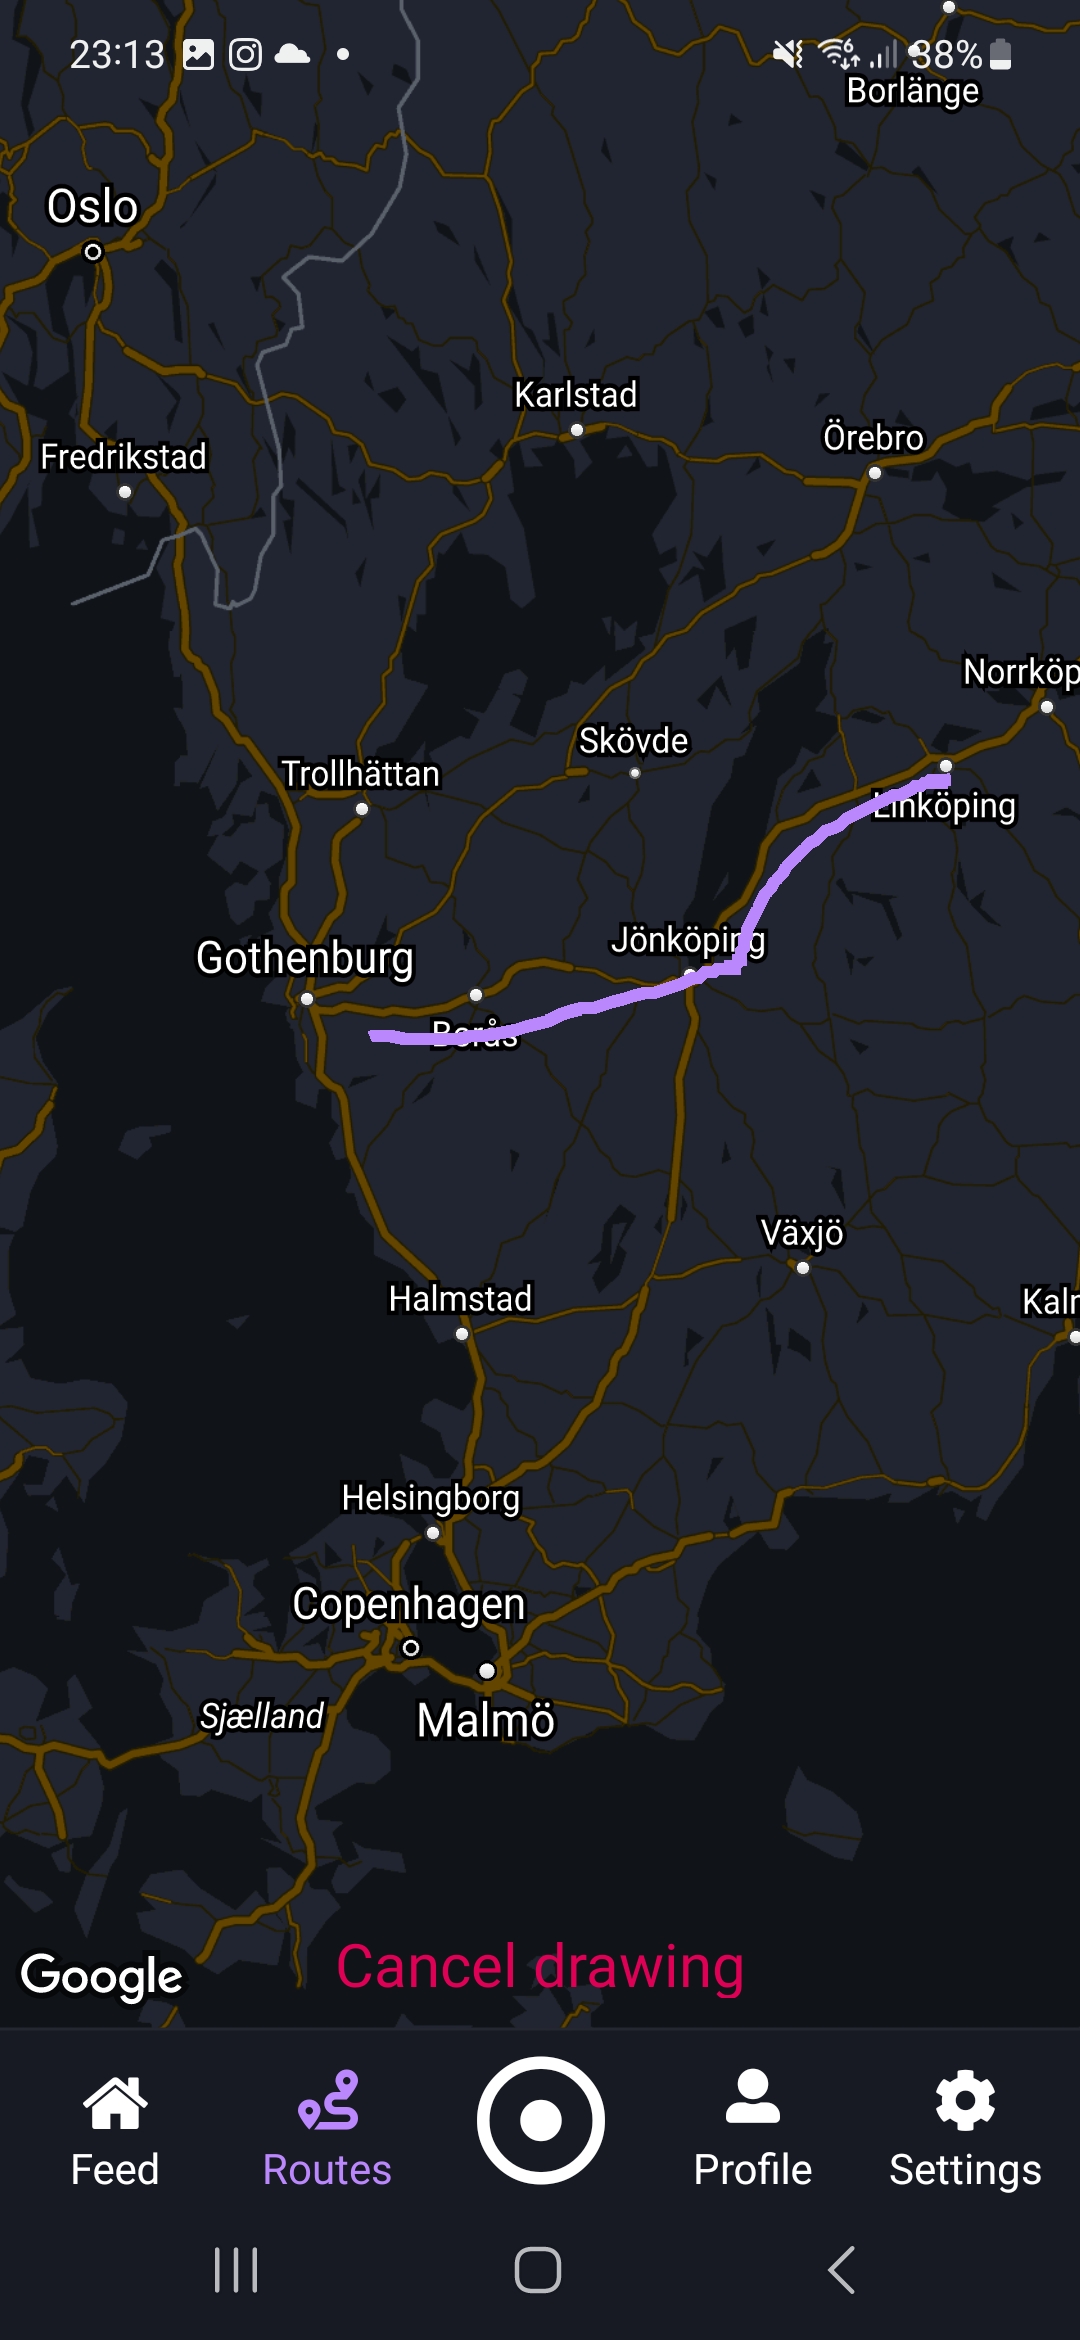 23:13
38%
Borlänge
Oslo
Karlstad
Örebro
Fredrikstad
Norrköp
Skövde
Trollhättan
Linköping
Jönköping
Gothenburg
Borås
Växjö
Halmstad
Kalr
Helsingborg
Copenhagen
Sjælland
Malmö
Google
Cancel drawing
Feed
Routes
Profile
Settings